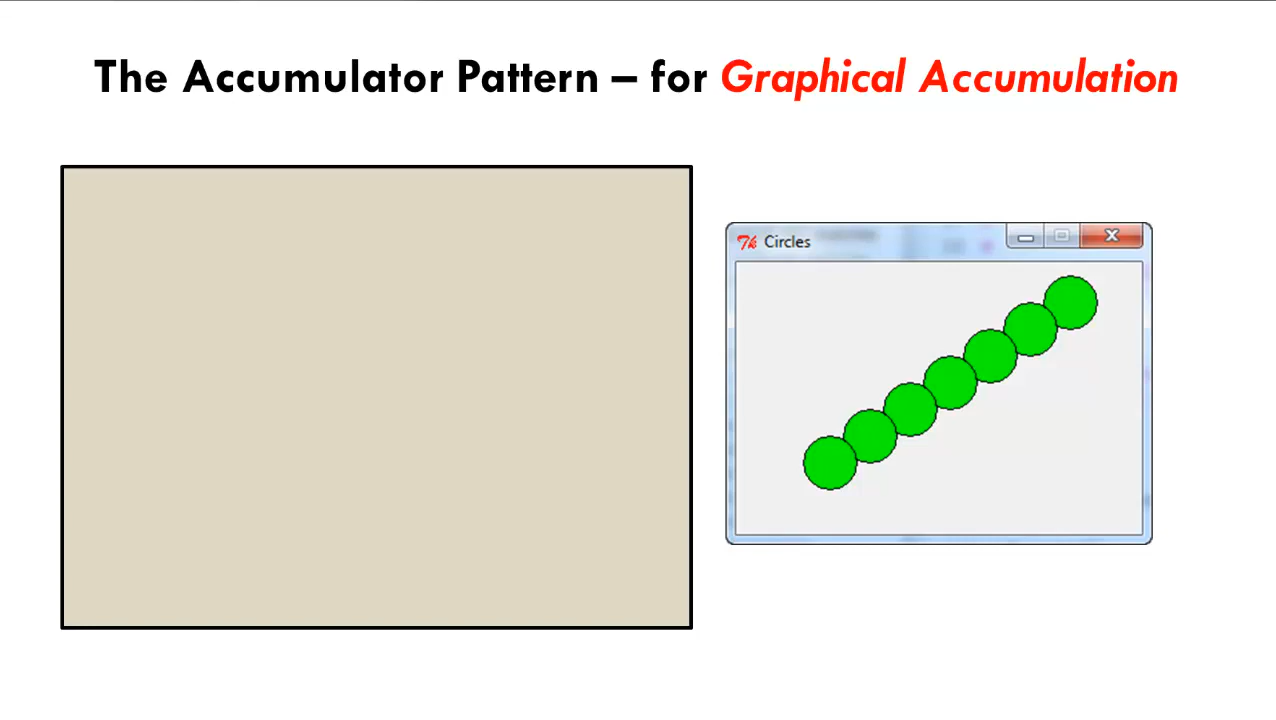 The Accumulator Pattern – for Graphical Accumulation
Circles